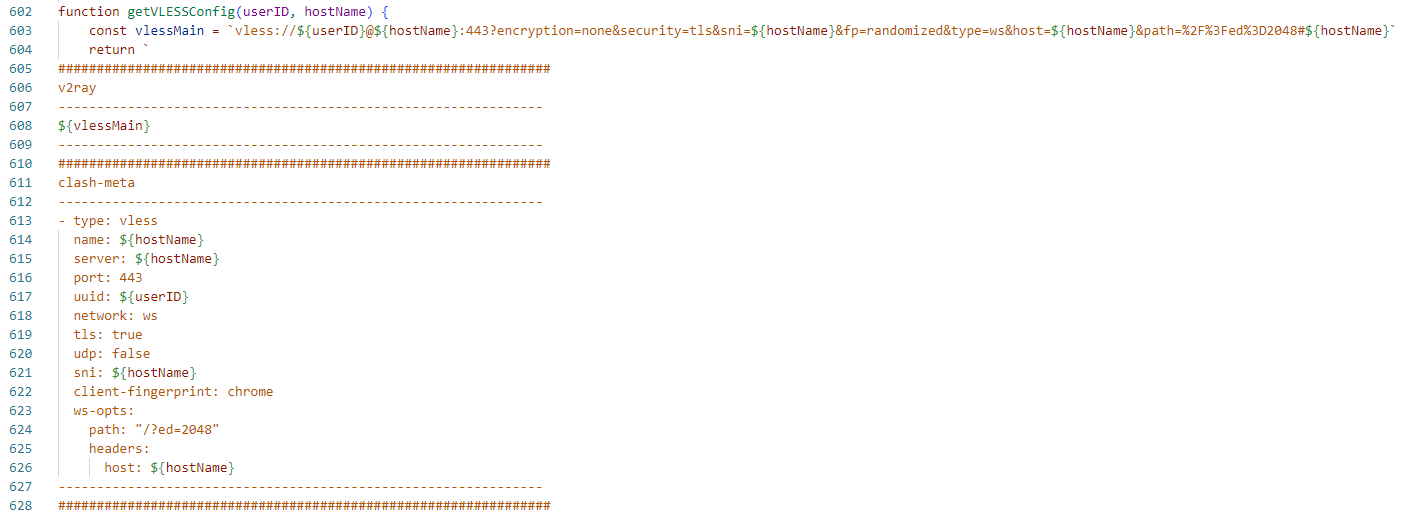 602 function getVLESSConfig(userID, hostName) {
603     const vlessMain = `vless://${userID}@${hostName}:443?encryption=none&security=tls&sni=${hostName}&fp=randomized&type=ws&host=${hostName}&path=%2F%3Fed%3D2048#${hostName}`
604     return `
605 ################################################################
606 v2ray
607 ---------------------------------------------------------------
608 ${vlessMain}
609 ---------------------------------------------------------------
610 ################################################################
611 clash-meta
612 ---------------------------------------------------------------
613 - type: vless
614   name: ${hostName}
615   server: ${hostName}
616   port: 443
617   uuid: ${userID}
618   network: ws
619   tls: true
620   udp: false
621   sni: ${hostName}
622   client-fingerprint: chrome
623   ws-opts:
624     path: "/?ed=2048"
625     headers:
626       host: ${hostName}
627 ---------------------------------------------------------------
628 ################################################################